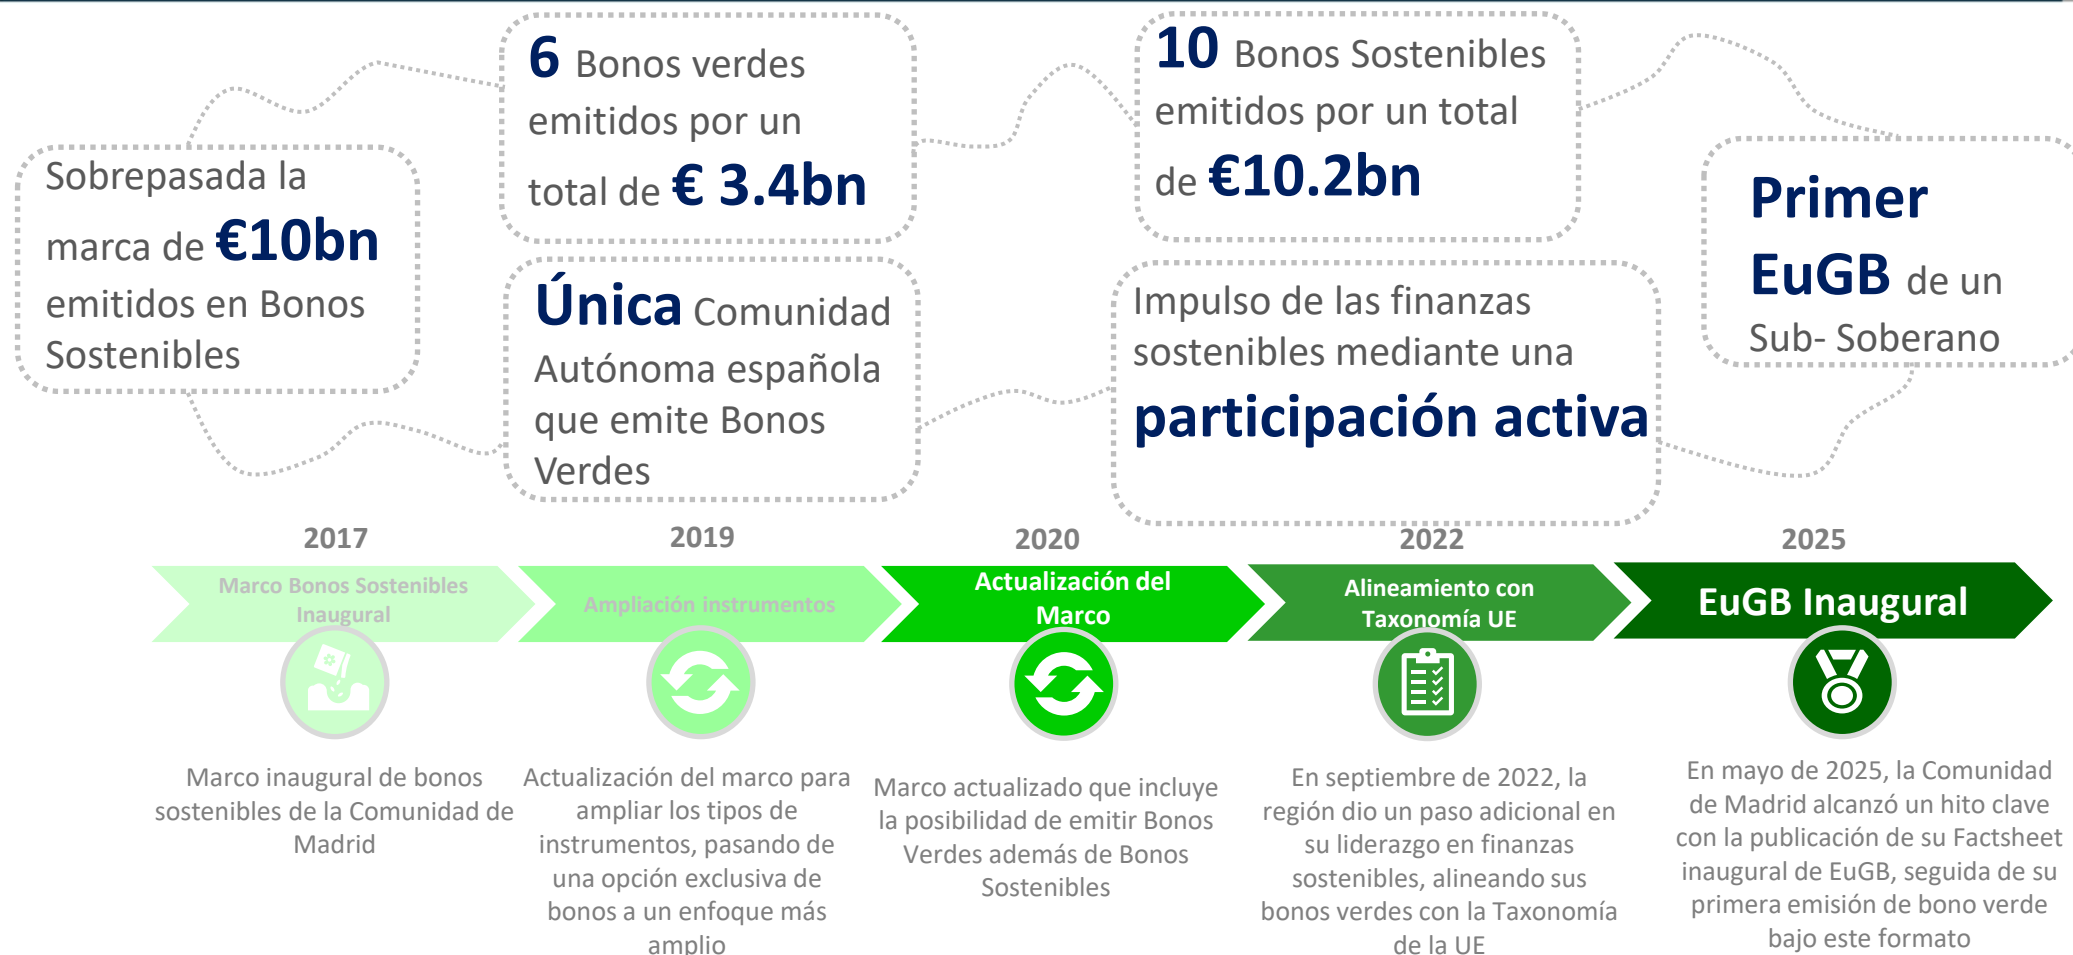 Sobrepasada la
marca de €10bn
emitidos en Bonos
Sostenibles
6 Bonos verdes
emitidos por un
total de € 3.4bn
Única Comunidad
Autónoma española
que emite Bonos
Verdes
10 Bonos Sostenibles
emitidos por un total
de €10.2bn
Impulso de las finanzas
sostenibles mediante una
participación activa
Primer
EuGB de un
Sub- Soberano
2017
Marco Bonos Sostenibles
Inaugural
Marco inaugural de bonos
sostenibles de la Comunidad de
Madrid
2019
Ampliación instrumentos
Actualización del marco para
ampliar los tipos de
instrumentos, pasando de
una opción exclusiva de
bonos a un enfoque más
amplio
2020
Actualización del
Marco
Marco actualizado que incluye
la posibilidad de emitir Bonos
Verdes además de Bonos
Sostenibles
2022
Alineamiento con
Taxonomía UE
En septiembre de 2022, la
región dio un paso adicional en
su liderazgo en finanzas
sostenibles, alineando sus
bonos verdes con la Taxonomía
de la UE
2025
EuGB Inaugural
En mayo de 2025, la Comunidad
de Madrid alcanzó un hito clave
con la publicación de su Factsheet
inaugural de EuGB, seguida de su
primera emisión de bono verde
bajo este formato